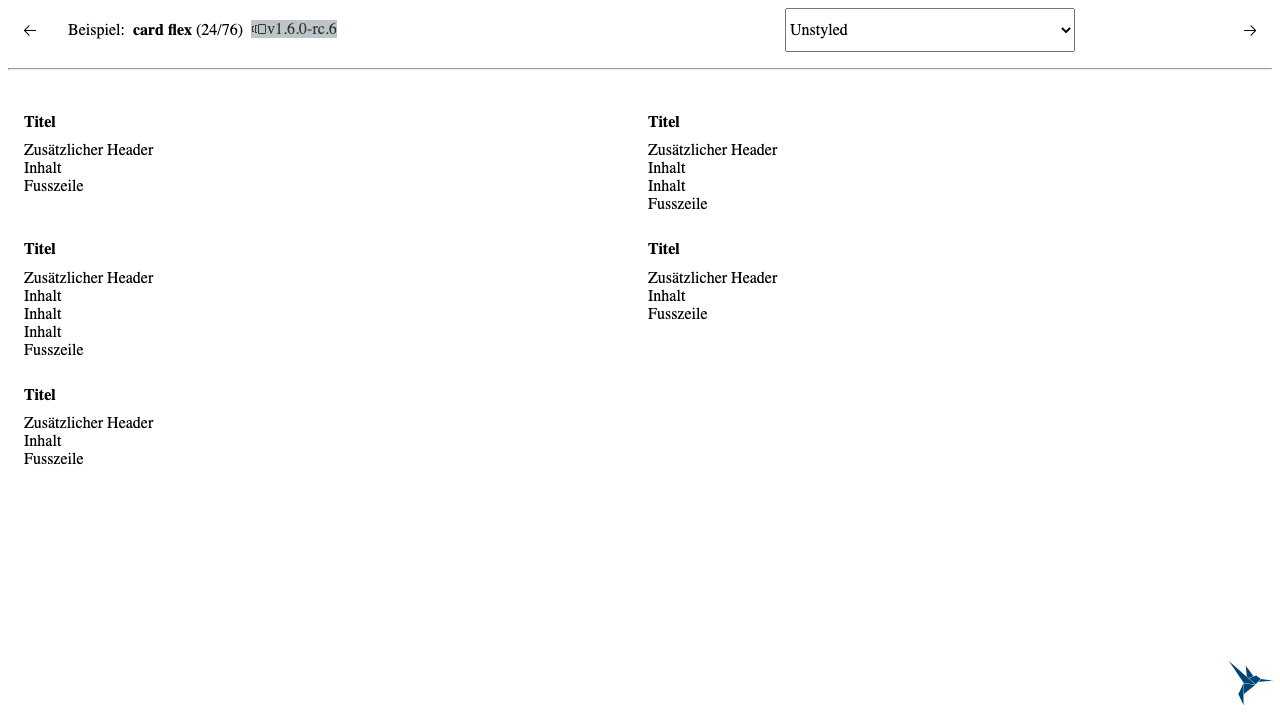 Beispiel: card flex (24/76) v1.6.0-rc.6 Unstyled
Titel
Zusätzlicher Header
Inhalt
Fusszeile
Titel
Zusätzlicher Header
Inhalt
Inhalt
Fusszeile
Titel
Zusätzlicher Header
Inhalt
Inhalt
Inhalt
Fusszeile
Titel
Zusätzlicher Header
Inhalt
Fusszeile
Titel
Zusätzlicher Header
Inhalt
Fusszeile